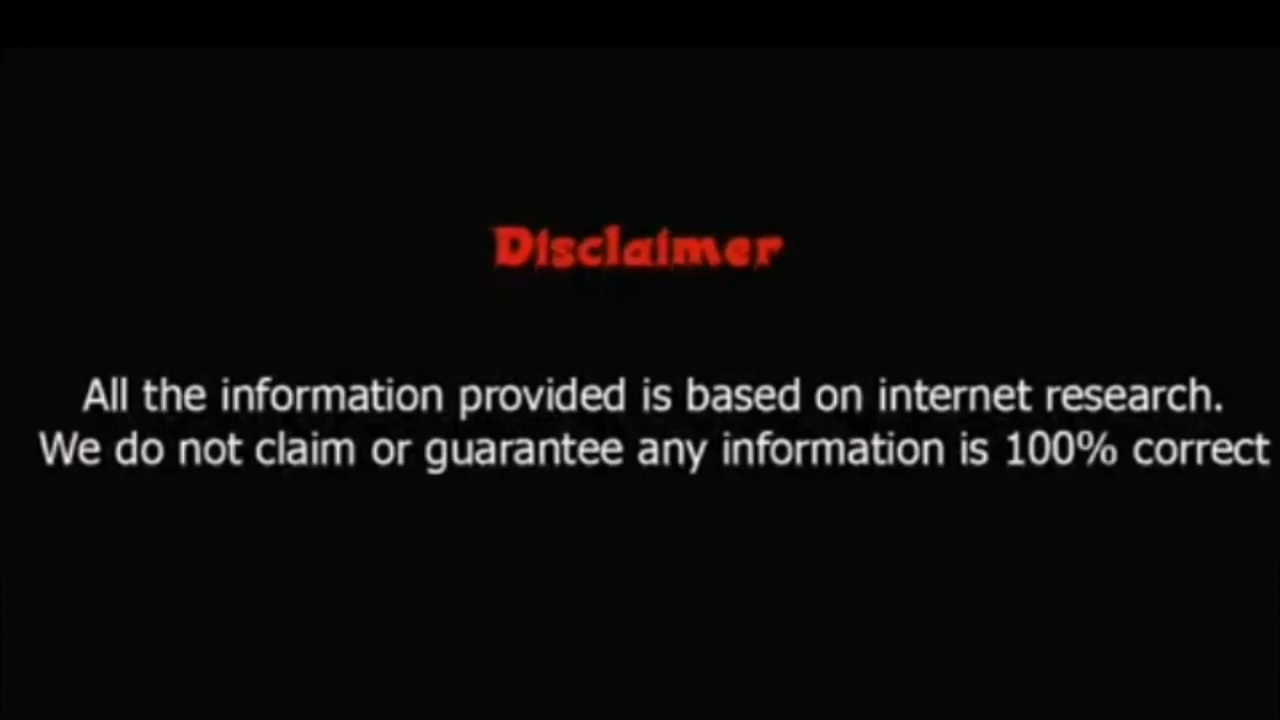 Disclaimer
All the information provided is based on internet research.
We do not claim or guarantee any information is 100% correct